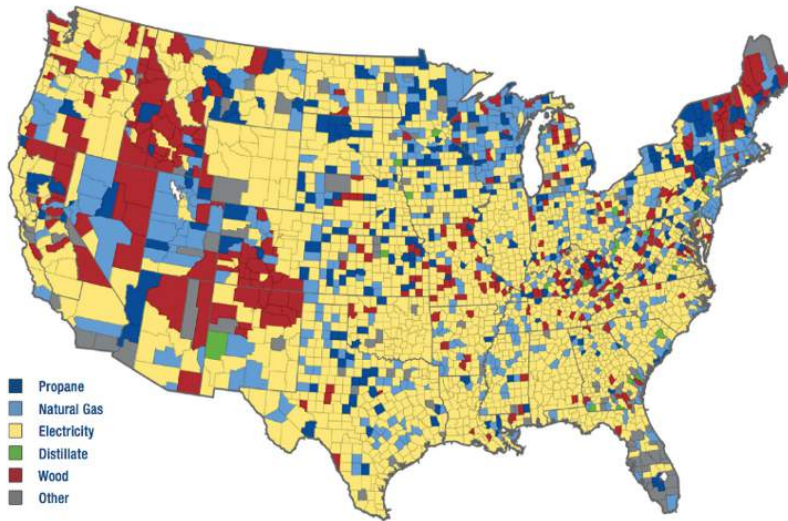 Propane
Natural Gas
Electricity
Distillate
Wood
Other